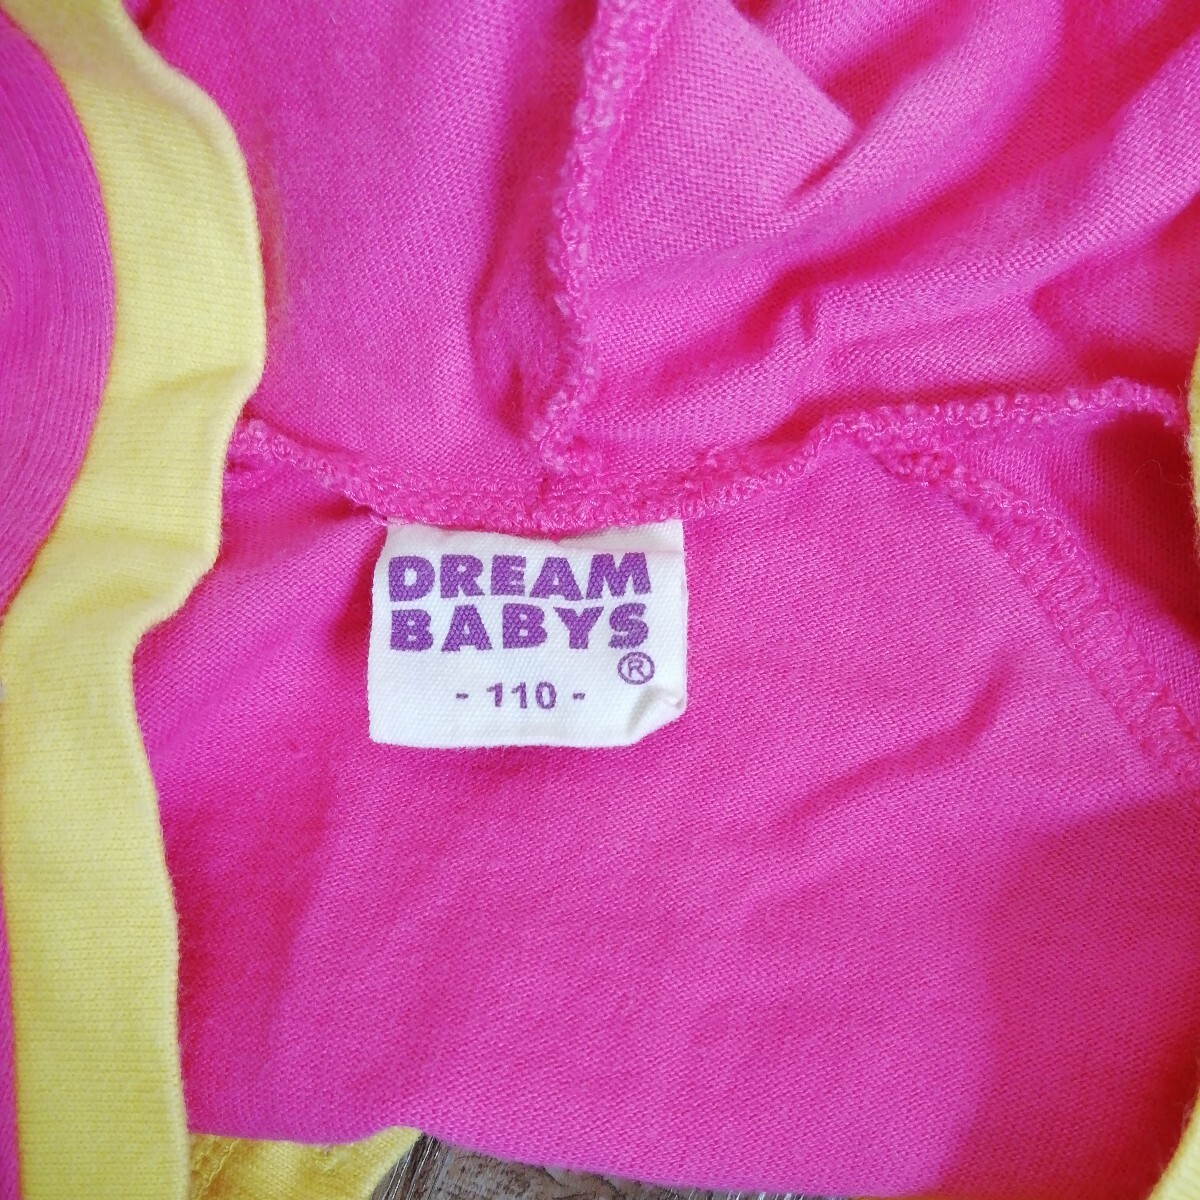 DREAM
BABYS
®
- 110 -